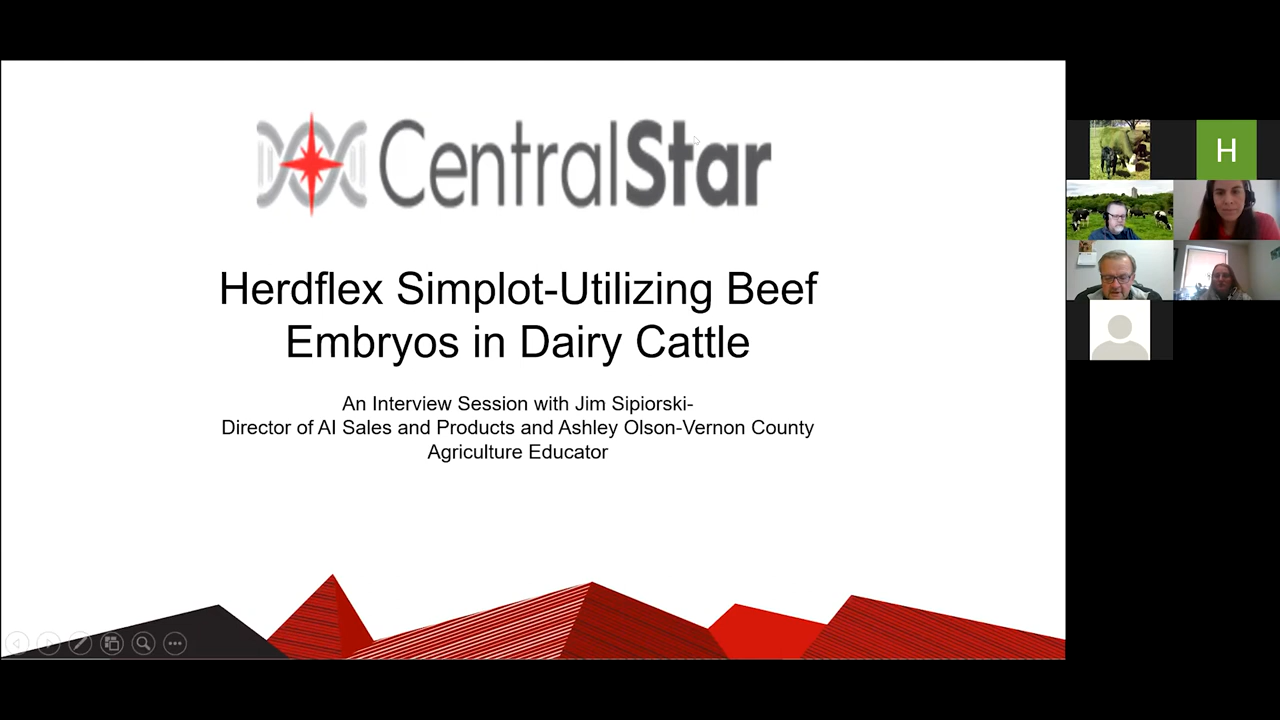 CentralStar
Herdflex Simplot-Utilizing Beef
Embryos in Dairy Cattle
An Interview Session with Jim Sipiorski-
Director of AI Sales and Products and Ashley Olson-Vernon County
Agriculture Educator
H